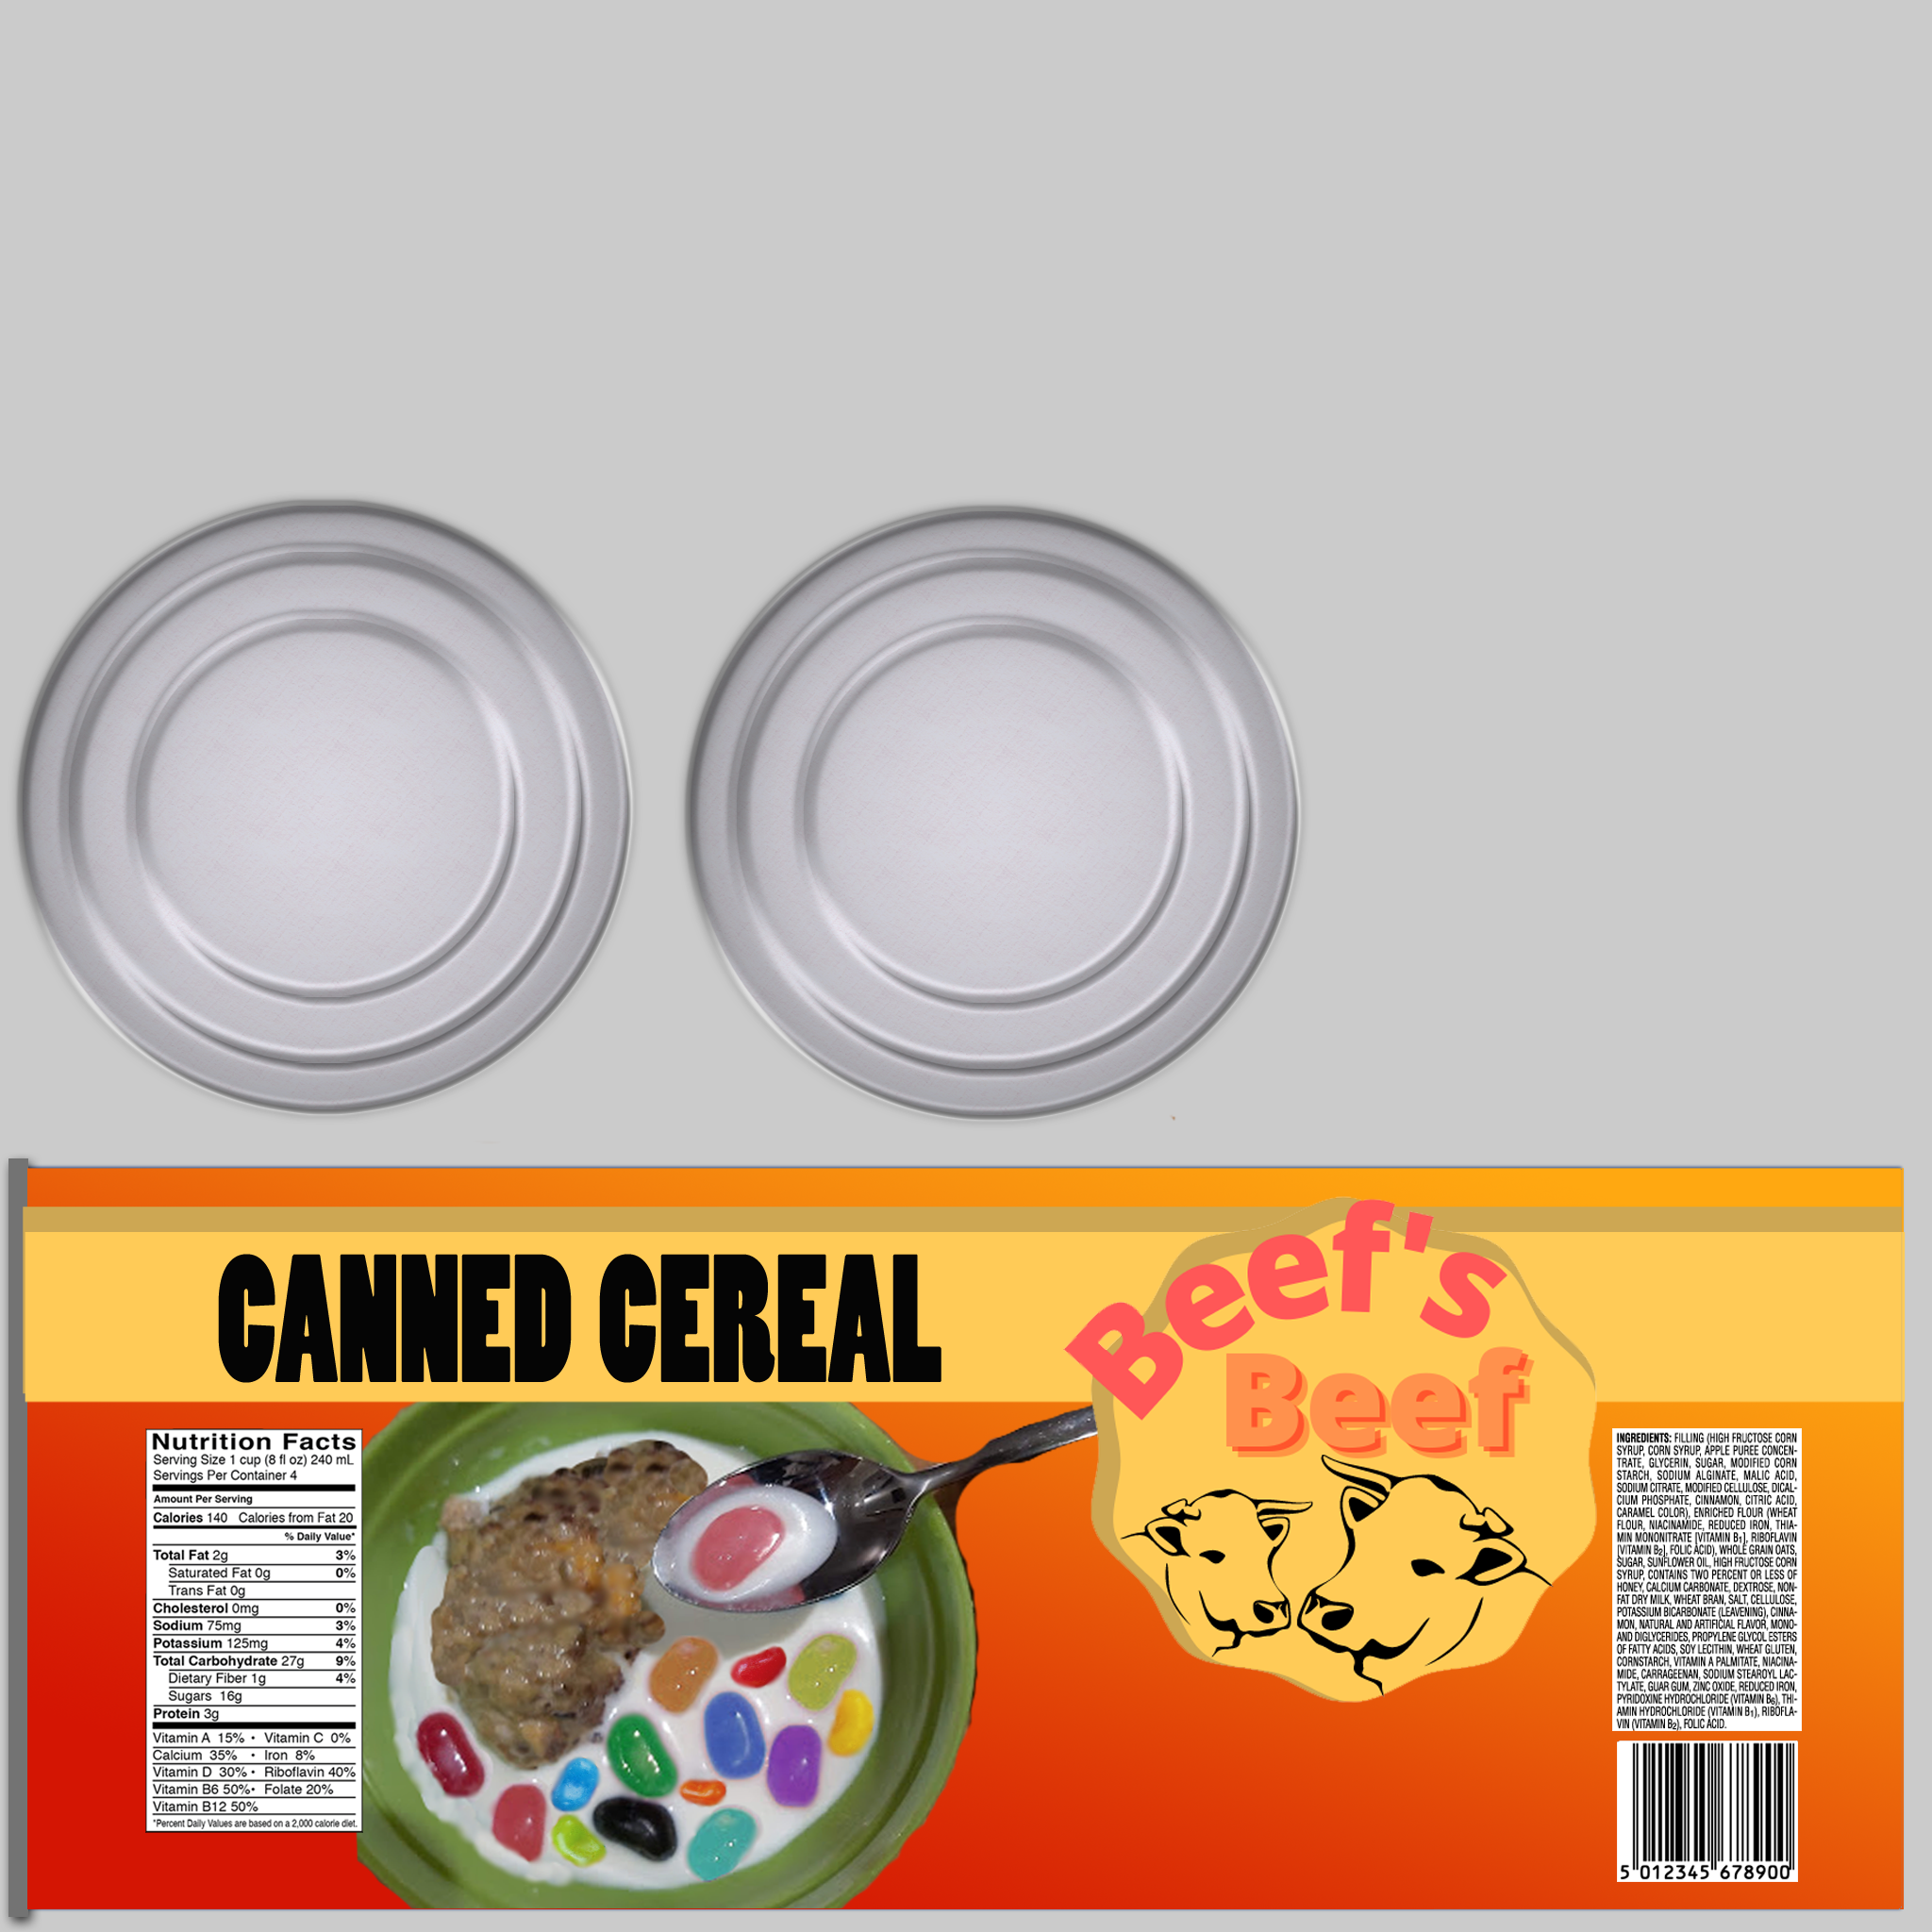 CANNED CEREAL
Beef's
Beef
Nutrition Facts
Serving Size 1 cup (8 fl oz) 240 mL
Servings Per Container 4
Amount Per Serving
Calories 140 Calories from Fat 20
% Daily Value*
Total Fat 2g 3%
Saturated Fat 0g 0%
Trans Fat 0g
Cholesterol 0mg 0%
Sodium 75mg 3%
Potassium 125mg 4%
Total Carbohydrate 27g 9%
Dietary Fiber 1g 4%
Sugars 16g
Protein 3g
Vitamin A 15% • Vitamin C 0%
Calcium 35% • Iron 8%
Vitamin D 30% • Riboflavin 40%
Vitamin B6 50% • Folate 20%
Vitamin B12 50%
*Percent Daily Values are based on a 2,000 calorie diet.
INGREDIENTS: FILLING (HIGH FRUCTOSE CORN
SYRUP, CORN SYRUP, APPLE PUREE CONCEN-
TRATE, GLYCERIN, SUGAR, MODIFIED CORN
STARCH, SODIUM ALGINATE, MALIC ACID,
SODIUM CITRATE, MODIFIED CELLULOSE, DICAL-
CIUM PHOSPHATE, CINNAMON, CITRIC ACID,
CARAMEL COLOR), ENRICHED FLOUR (WHEAT
FLOUR, NIACINAMIDE, REDUCED IRON, THIA-
MIN MONONITRATE [VITAMIN B1], RIBOFLAVIN
[VITAMIN B2], FOLIC ACID), WHOLE GRAIN OATS,
SUGAR, SUNFLOWER OIL, HIGH FRUCTOSE CORN
SYRUP, CONTAINS TWO PERCENT OR LESS OF
HONEY, CALCIUM CARBONATE, DEXTROSE, NON-
FAT DRY MILK, WHEAT BRAN, SALT, CELLULOSE,
POTASSIUM BICARBONATE (LEAVENING), CINNA-
MON, NATURAL AND ARTIFICIAL FLAVOR, MONO-
AND DIGLYCERIDES, PROPYLENE GLYCOL ESTERS
OF FATTY ACIDS, SOY LECITHIN, WHEAT GLUTEN,
CORNSTARCH, VITAMIN A PALMITATE, NIACINA-
MIDE, CARRAGEENAN, SODIUM STEAROYL LAC-
TYLATE, GUAR GUM, ZINC OXIDE, REDUCED IRON,
PYRIDOXINE HYDROCHLORIDE (VITAMIN B6), THI-
AMIN HYDROCHLORIDE (VITAMIN B1), RIBOFLA-
VIN (VITAMIN B2), FOLIC ACID.
5 012345 678900